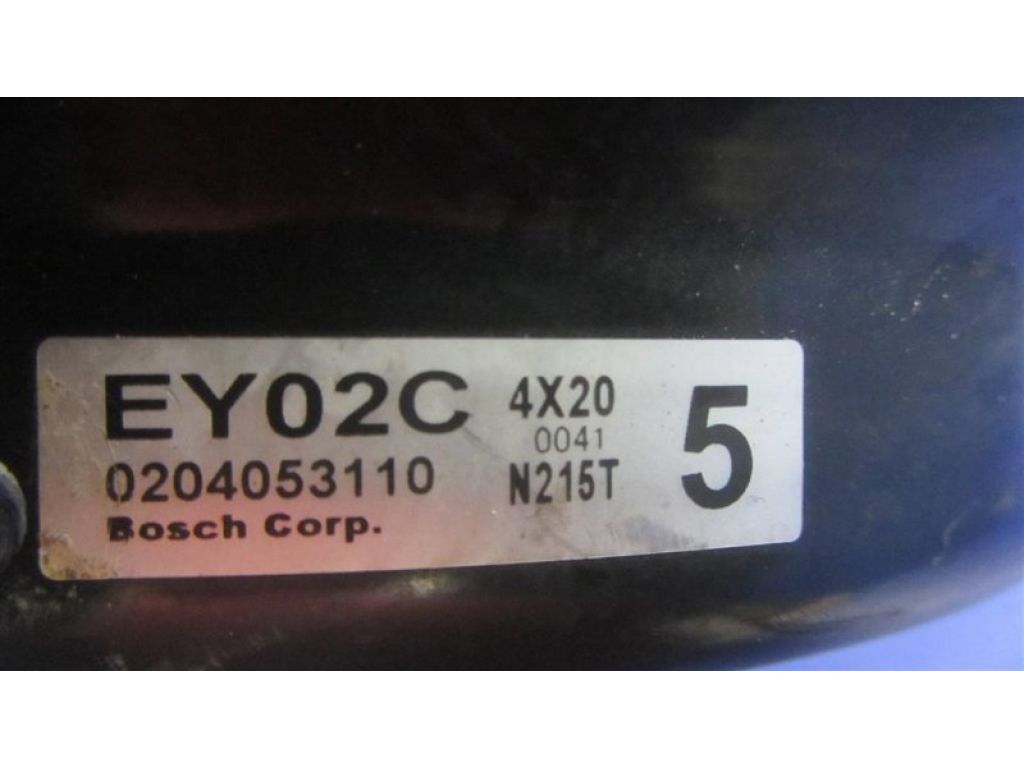 EY02C 4X20 5
0041
0204053110 N215T
Bosch Corp.